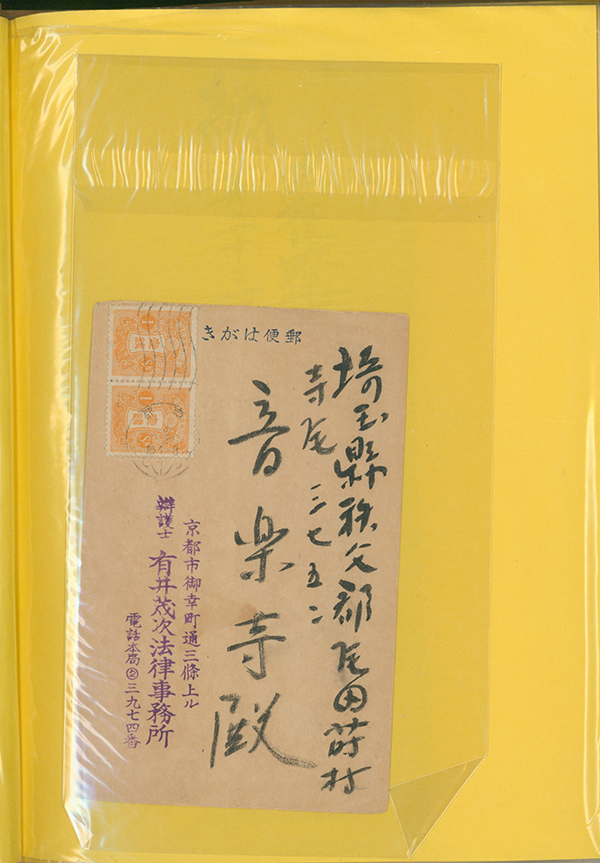 郵便はがき
埼玉縣秩父郡尾田蒔村
寺尾 三七五二
音楽寺殿
京都市御幸町通三條上ル
辯護士 有井茂次法律事務所
電話本局②三九七四番